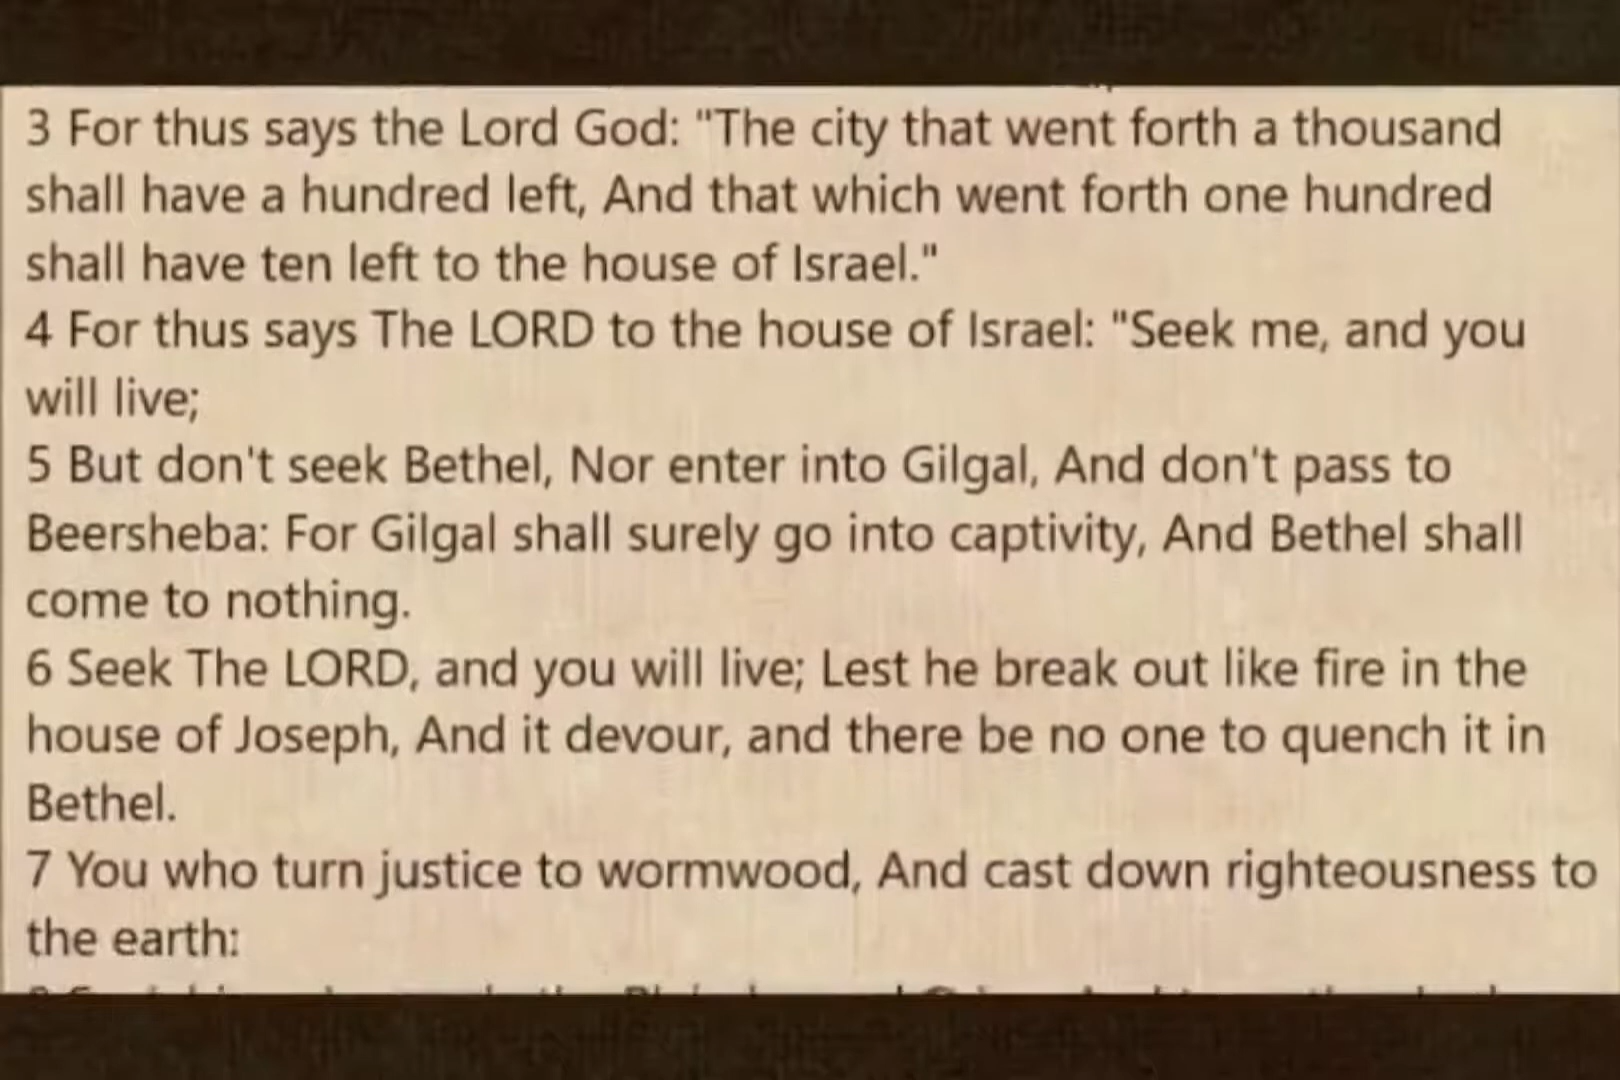 3 For thus says the Lord God: "The city that went forth a thousand
shall have a hundred left, And that which went forth one hundred
shall have ten left to the house of Israel."
4 For thus says The LORD to the house of Israel: "Seek me, and you
will live;
5 But don't seek Bethel, Nor enter into Gilgal, And don't pass to
Beersheba: For Gilgal shall surely go into captivity, And Bethel shall
come to nothing.
6 Seek The LORD, and you will live; Lest he break out like fire in the
house of Joseph, And it devour, and there be no one to quench it in
Bethel.
7 You who turn justice to wormwood, And cast down righteousness to
the earth: